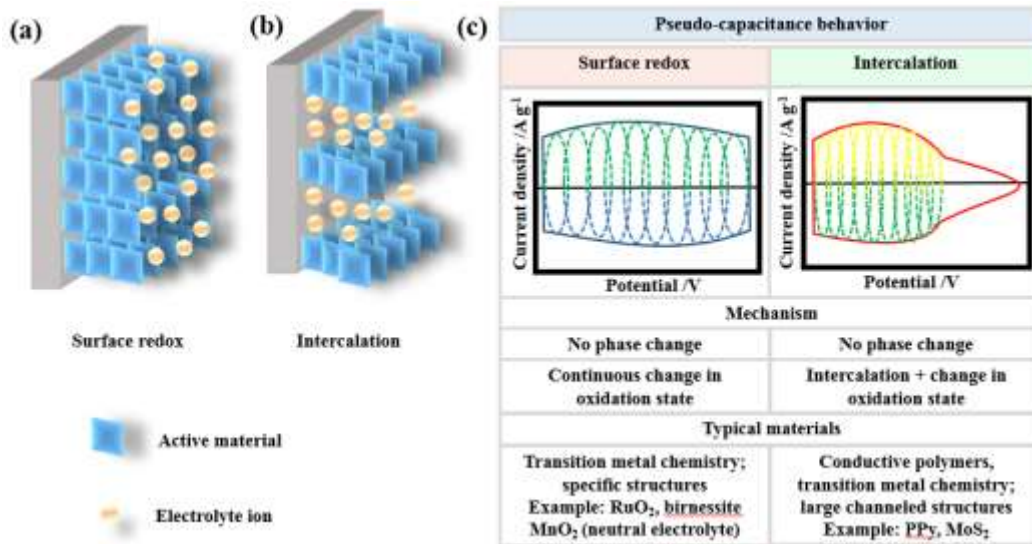 (a)
Surface redox
(b)
Intercalation
Active material
Electrolyte ion
(c)
Pseudo-capacitance behavior
Surface redox
Intercalation
Current density /A g⁻¹
Potential /V
Current density /A g⁻¹
Potential /V
Mechanism
No phase change
No phase change
Continuous change in
oxidation state
Intercalation + change in
oxidation state
Typical materials
Transition metal chemistry;
specific structures
Example: RuO₂, birnessite
MnO₂ (neutral electrolyte)
Conductive polymers,
transition metal chemistry;
large channeled structures
Example: PPy, MoS₂